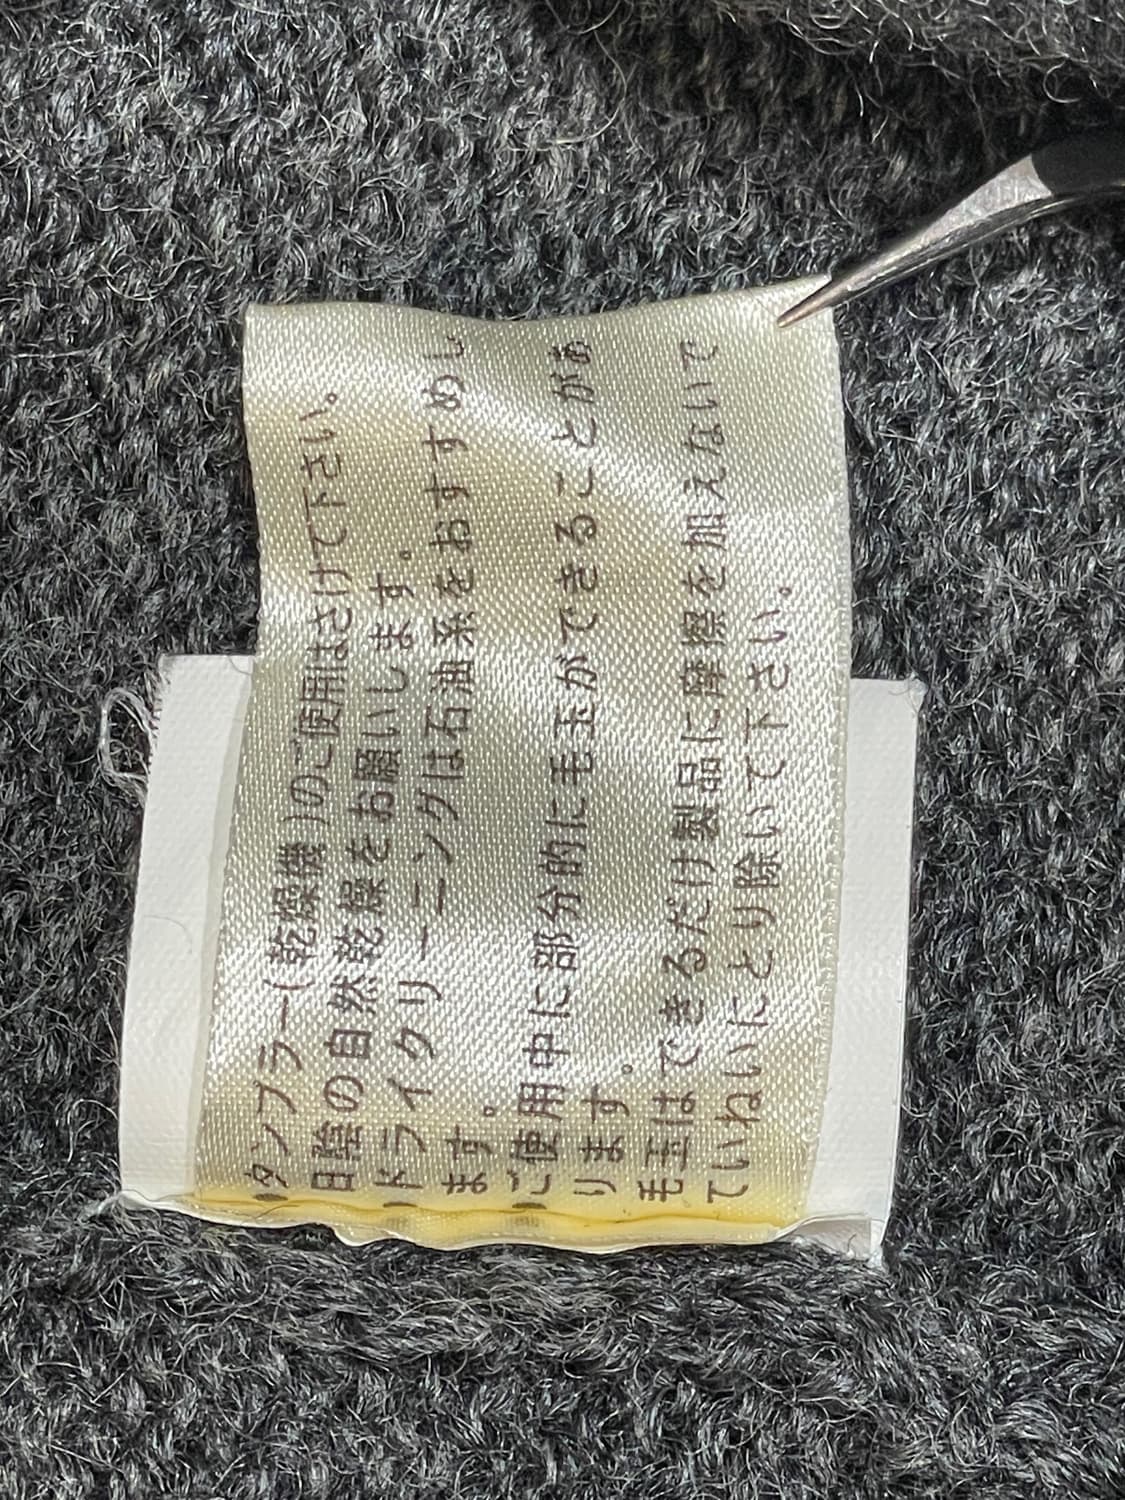 ・タンブラー(乾燥機)のご使用はさけて下さい。
日陰の自然乾燥をお願いします。
・ドライクリーニングは石油系をおすすめし
ます。
・ご使用中に部分的に毛玉ができることがあ
ります。
毛玉はできるだけ製品に摩擦を加えないで
ていねいにとり除いて下さい。